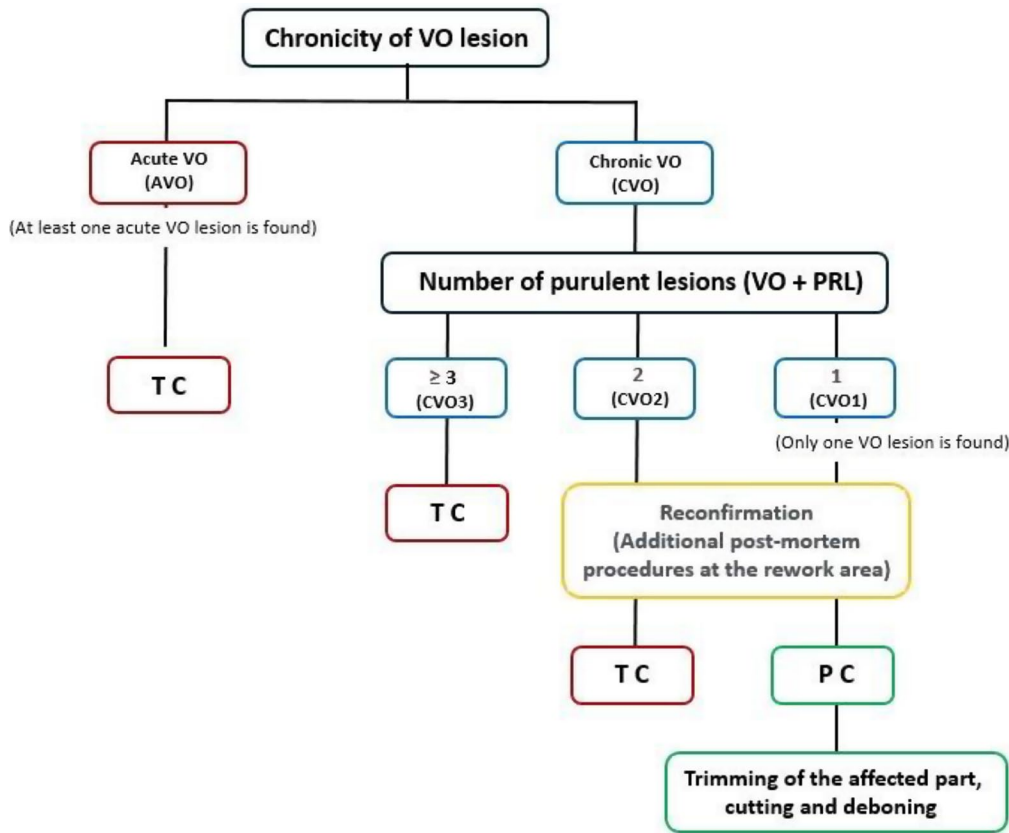 Chronicity of VO lesion
Acute VO
(AVO)
(At least one acute VO lesion is found)
T C
Chronic VO
(CVO)
Number of purulent lesions (VO + PRL)
≥ 3
(CVO3)
T C
2
(CVO2)
1
(CVO1)
(Only one VO lesion is found)
Reconfirmation
(Additional post-mortem
procedures at the rework area)
T C
P C
Trimming of the affected part,
cutting and deboning